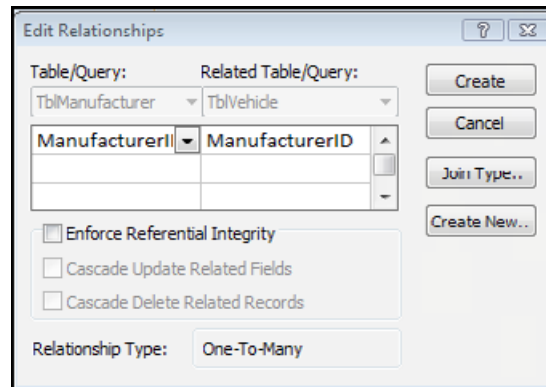 Edit Relationships
Table/Query: Related Table/Query:
TblManufacturer TblVehicle
ManufacturerI ManufacturerID
Enforce Referential Integrity
Cascade Update Related Fields
Cascade Delete Related Records
Relationship Type: One-To-Many
Create
Cancel
Join Type..
Create New..